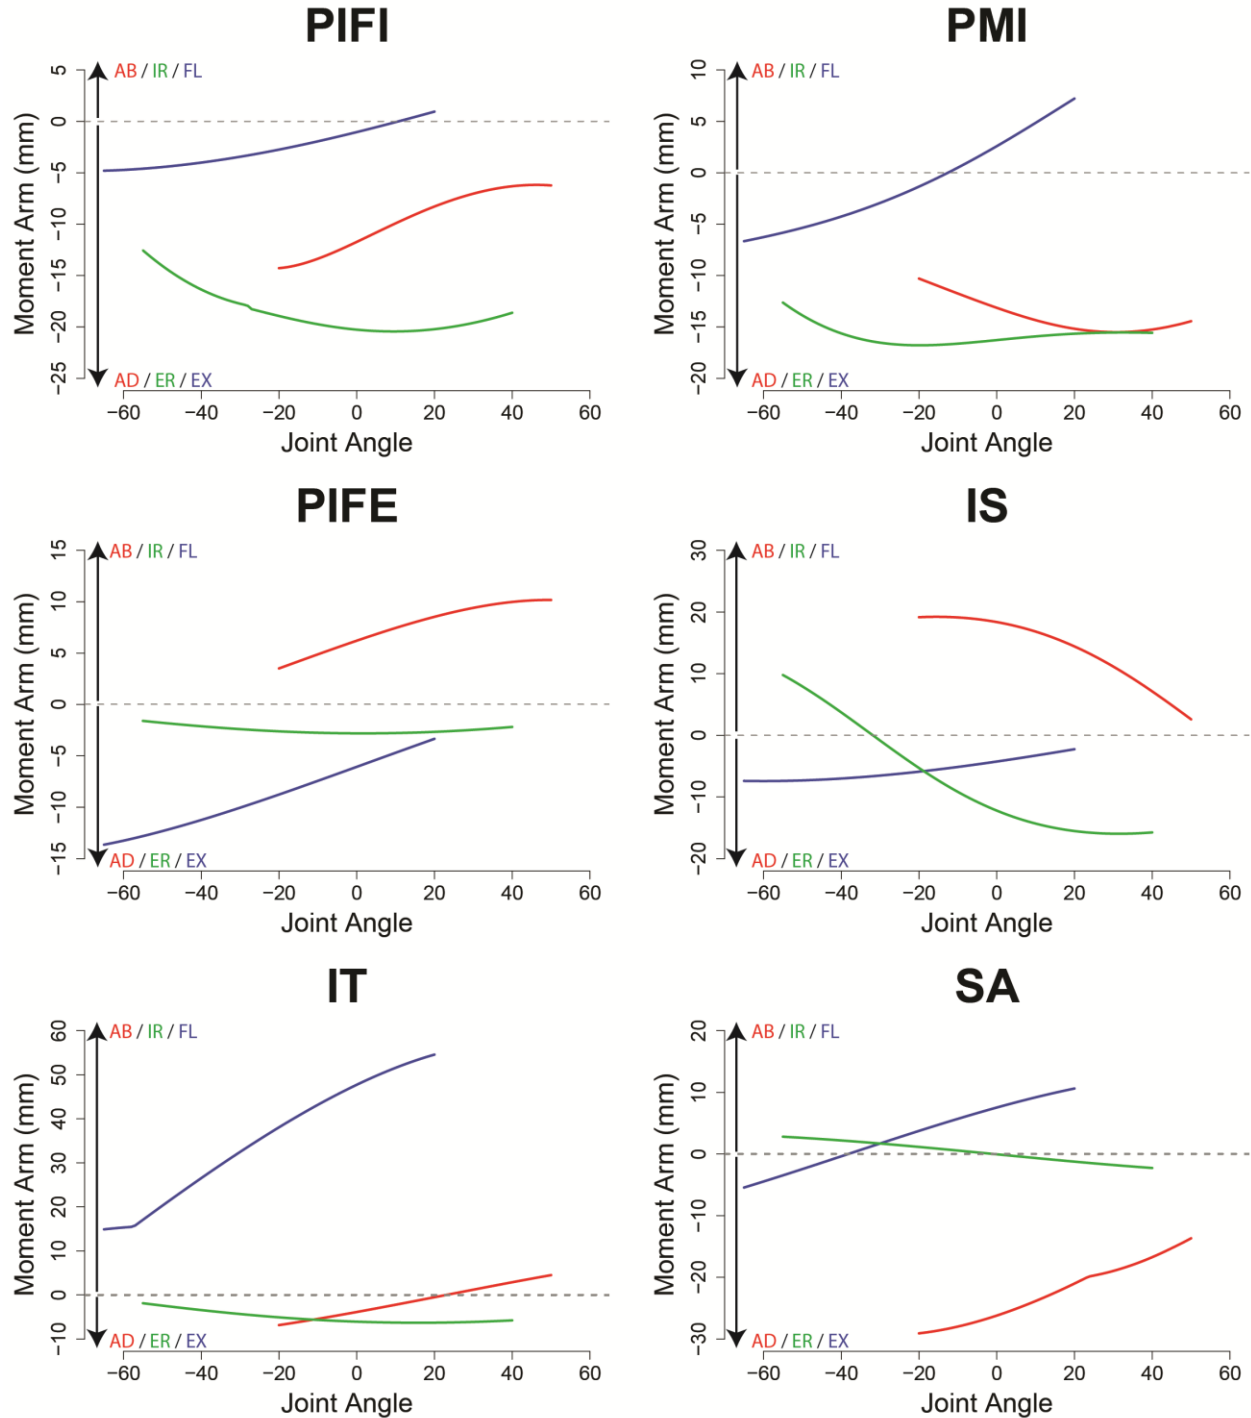 PIFI
PMI
5
AB / IR / FL
0
−5
−10
−15
−20
−25
Moment Arm (mm)
AD / ER / EX
−60 −40 −20 0 20 40 60
Joint Angle
10
AB / IR / FL
5
0
−5
−10
−15
−20
Moment Arm (mm)
AD / ER / EX
−60 −40 −20 0 20 40 60
Joint Angle
PIFE
IS
15
AB / IR / FL
10
5
0
−5
−10
−15
Moment Arm (mm)
AD / ER / EX
−60 −40 −20 0 20 40 60
Joint Angle
30
AB / IR / FL
20
10
0
−10
−20
Moment Arm (mm)
AD / ER / EX
−60 −40 −20 0 20 40 60
Joint Angle
IT
SA
60
AB / IR / FL
50
40
30
20
10
0
−10
Moment Arm (mm)
AD / ER / EX
−60 −40 −20 0 20 40 60
Joint Angle
20
AB / IR / FL
10
0
−10
−20
−30
Moment Arm (mm)
AD / ER / EX
−60 −40 −20 0 20 40 60
Joint Angle